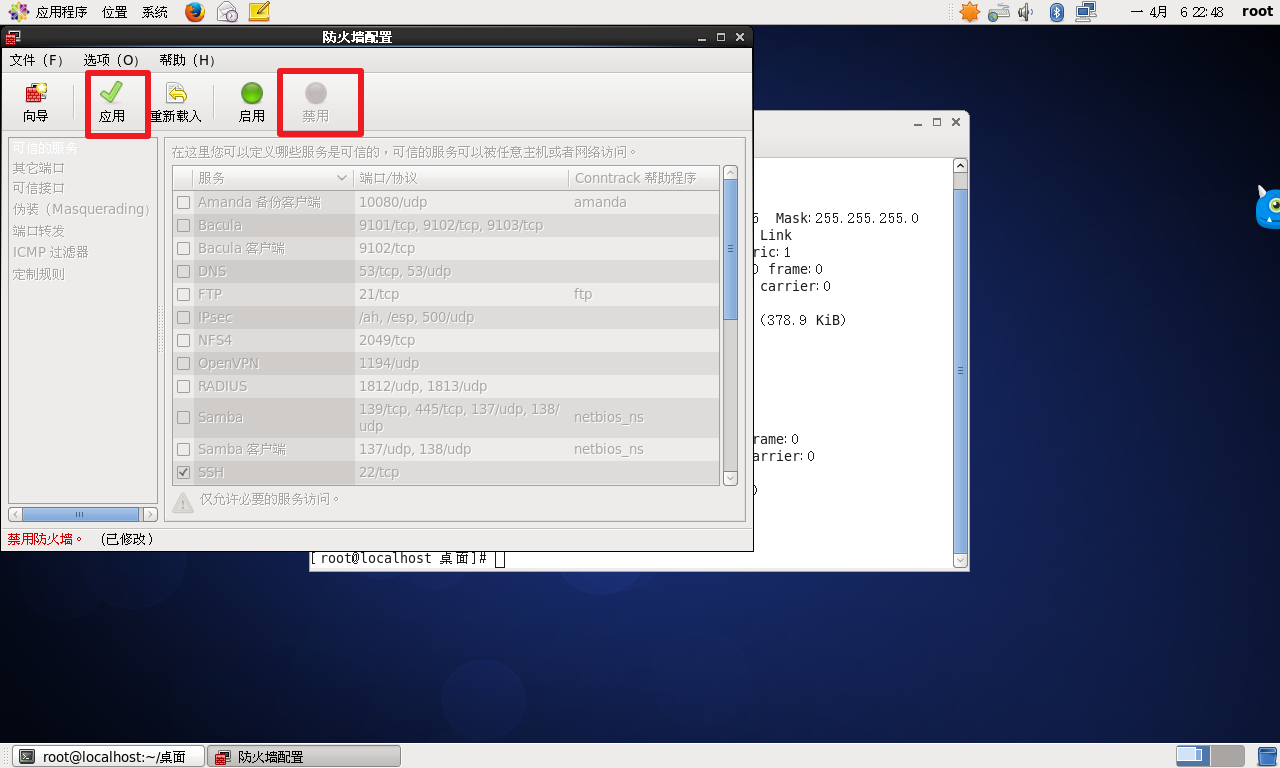 应用程序 位置 系统 一 4月 6 22:48 root
防火墙配置
文件（F） 选项（O） 帮助（H）
向导 应用 重新载入 启用 禁用
可信的服务
其它端口
可信接口
伪装（Masquerading）
端口转发
ICMP 过滤器
定制规则
在这里您可以定义哪些服务是可信的，可信的服务可以被任意主机或者网络访问。
服务 端口/协议 Conntrack 帮助程序
Amanda 备份客户端 10080/udp amanda
Bacula 9101/tcp, 9102/tcp, 9103/tcp
Bacula 客户端 9102/tcp
DNS 53/tcp, 53/udp
FTP 21/tcp ftp
IPsec /ah, /esp, 500/udp
NFS4 2049/tcp
OpenVPN 1194/udp
RADIUS 1812/udp, 1813/udp
Samba 139/tcp, 445/tcp, 137/udp, 138/
udp netbios_ns
Samba 客户端 137/udp, 138/udp netbios_ns
SSH 22/tcp
仅允许必要的服务访问。
禁用防火墙。 （已修改）
Mask:255.255.255.0
Link
ric:1
frame:0
carrier:0
(378.9 KiB)
rame:0
arrier:0
)
[root@localhost 桌面]#
root@localhost:~/桌面 防火墙配置